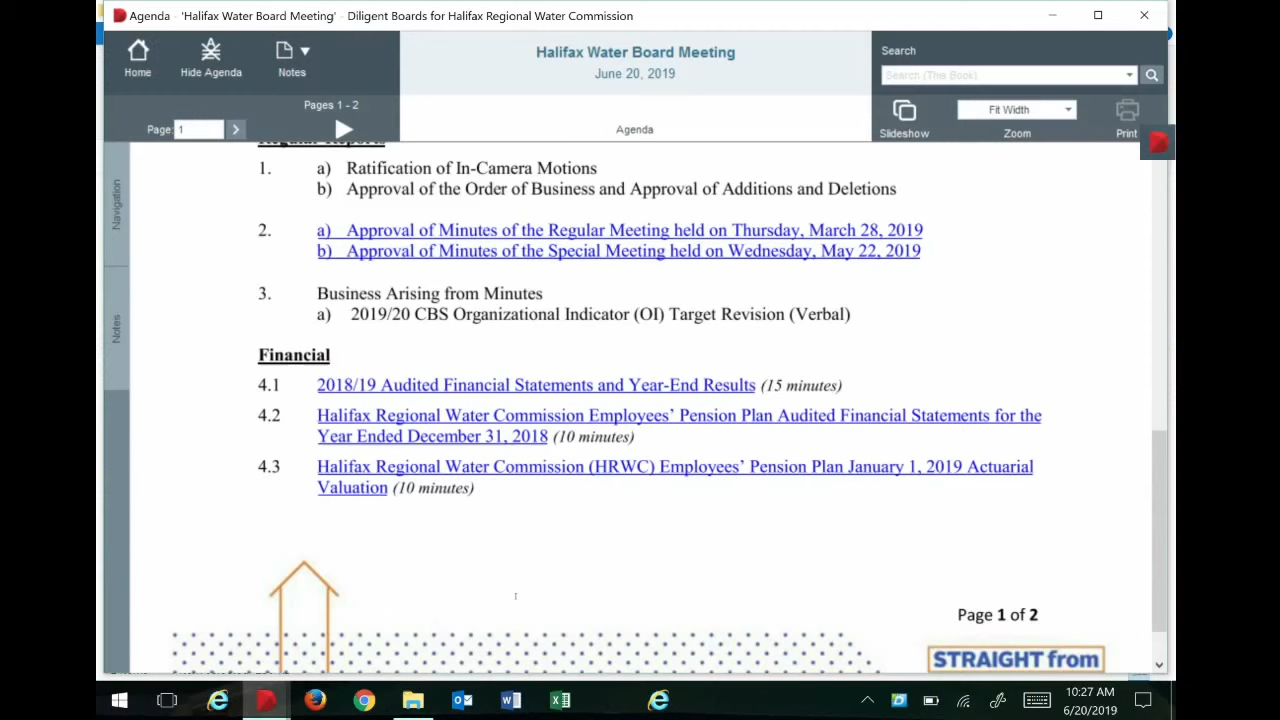 Agenda - 'Halifax Water Board Meeting' - Diligent Boards for Halifax Regional Water Commission
Home
Hide Agenda
Notes
Pages 1 - 2
Page: 1
Halifax Water Board Meeting
June 20, 2019
Agenda
Search
Search (This Book)
Slideshow
Fit Width
Zoom
Print
Navigation
Notes
Regular Reports
1. a) Ratification of In-Camera Motions
b) Approval of the Order of Business and Approval of Additions and Deletions
2. a) Approval of Minutes of the Regular Meeting held on Thursday, March 28, 2019
b) Approval of Minutes of the Special Meeting held on Wednesday, May 22, 2019
3. Business Arising from Minutes
a) 2019/20 CBS Organizational Indicator (OI) Target Revision (Verbal)
Financial
4.1 2018/19 Audited Financial Statements and Year-End Results (15 minutes)
4.2 Halifax Regional Water Commission Employees' Pension Plan Audited Financial Statements for the
Year Ended December 31, 2018 (10 minutes)
4.3 Halifax Regional Water Commission (HRWC) Employees' Pension Plan January 1, 2019 Actuarial
Valuation (10 minutes)
Page 1 of 2
STRAIGHT from
10:27 AM
6/20/2019